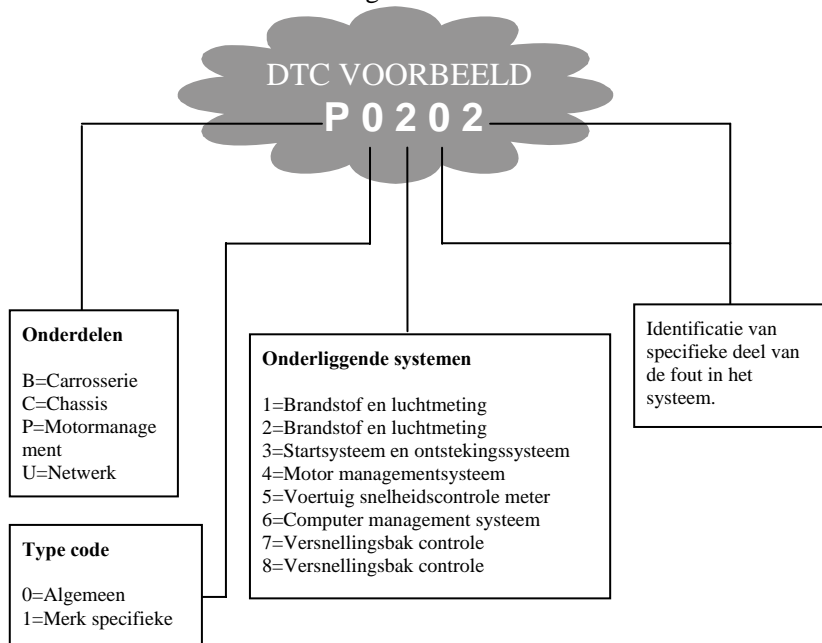 DTC VOORBEELD
P 0 2 0 2
Onderdelen
B=Carrosserie
C=Chassis
P=Motormanage
ment
U=Netwerk
Type code
0=Algemeen
1=Merk specifieke
Onderliggende systemen
1=Brandstof en luchtmeting
2=Brandstof en luchtmeting
3=Startsysteem en ontstekingssysteem
4=Motor managementsysteem
5=Voertuig snelheidscontrole meter
6=Computer management systeem
7=Versnellingsbak controle
8=Versnellingsbak controle
Identificatie van
specifieke deel van
de fout in het
systeem.